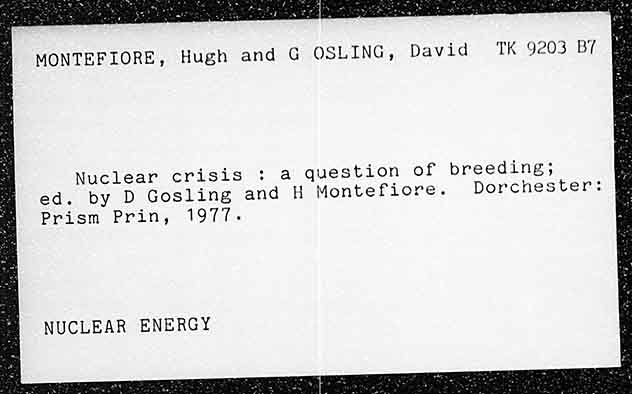 MONTEFIORE, Hugh and G OSLING, David TK 9203 B7
Nuclear crisis : a question of breeding;
ed. by D Gosling and H Montefiore. Dorchester:
Prism Prin, 1977.
NUCLEAR ENERGY